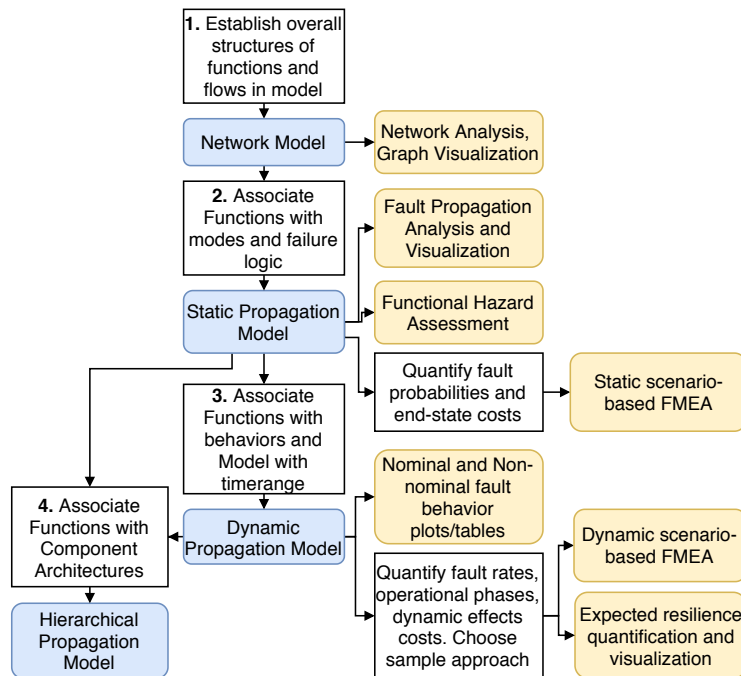 1. Establish overall
structures of
functions and
flows in model
Network Model
Network Analysis,
Graph Visualization
2. Associate
Functions with
modes and failure
logic
Fault Propagation
Analysis and
Visualization
Static Propagation
Model
Functional Hazard
Assessment
Quantify fault
probabilities and
end-state costs
Static scenario-
based FMEA
3. Associate
Functions with
behaviors and
Model with
timerange
Nominal and Non-
nominal fault
behavior
plots/tables
4. Associate
Functions with
Component
Architectures
Dynamic
Propagation Model
Dynamic scenario-
based FMEA
Quantify fault rates,
operational phases,
dynamic effects
costs. Choose
sample approach
Expected resilience
quantification and
visualization
Hierarchical
Propagation
Model